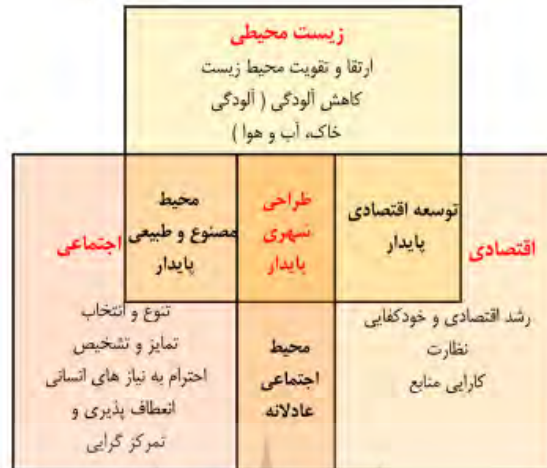 زیست محیطی
ارتقا و تقویت محیط زیست
کاهش آلودگی ( آلودگی
خاک، آب و هوا )
اقتصادی
رشد اقتصادی و خودکفایی
نظارت
کارایی منابع
توسعه اقتصادی
پایدار
طراحی
شهری
پایدار
محیط
مصنوع و طبیعی
پایدار
محیط
اجتماعی
عادلانه
اجتماعی
تنوع و انتخاب
تمایز و تشخیص
احترام به نیاز های انسانی
انعطاف پذیری و
تمرکز گرایی